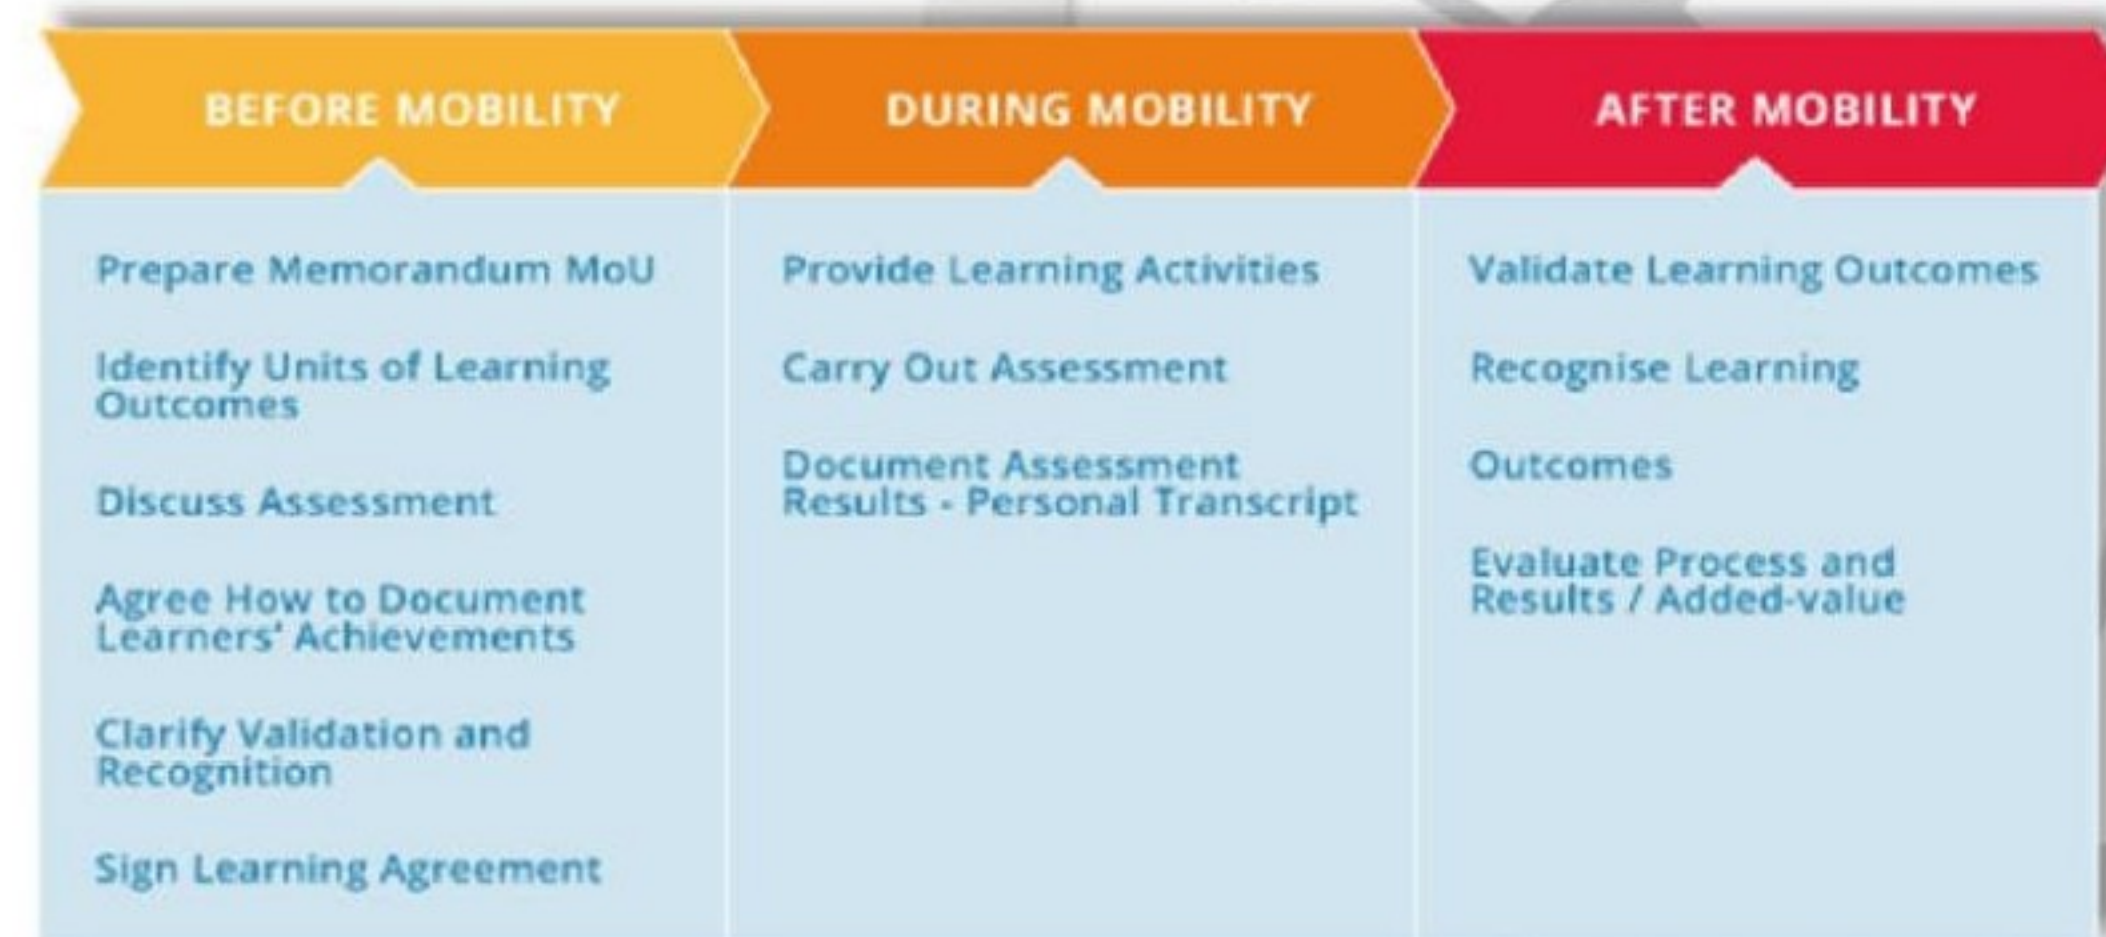 BEFORE MOBILITY
Prepare Memorandum MoU
Identify Units of Learning
Outcomes
Discuss Assessment
Agree How to Document
Learners' Achievements
Clarify Validation and
Recognition
Sign Learning Agreement
DURING MOBILITY
Provide Learning Activities
Carry Out Assessment
Document Assessment
Results - Personal Transcript
AFTER MOBILITY
Validate Learning Outcomes
Recognise Learning
Outcomes
Evaluate Process and
Results / Added-value